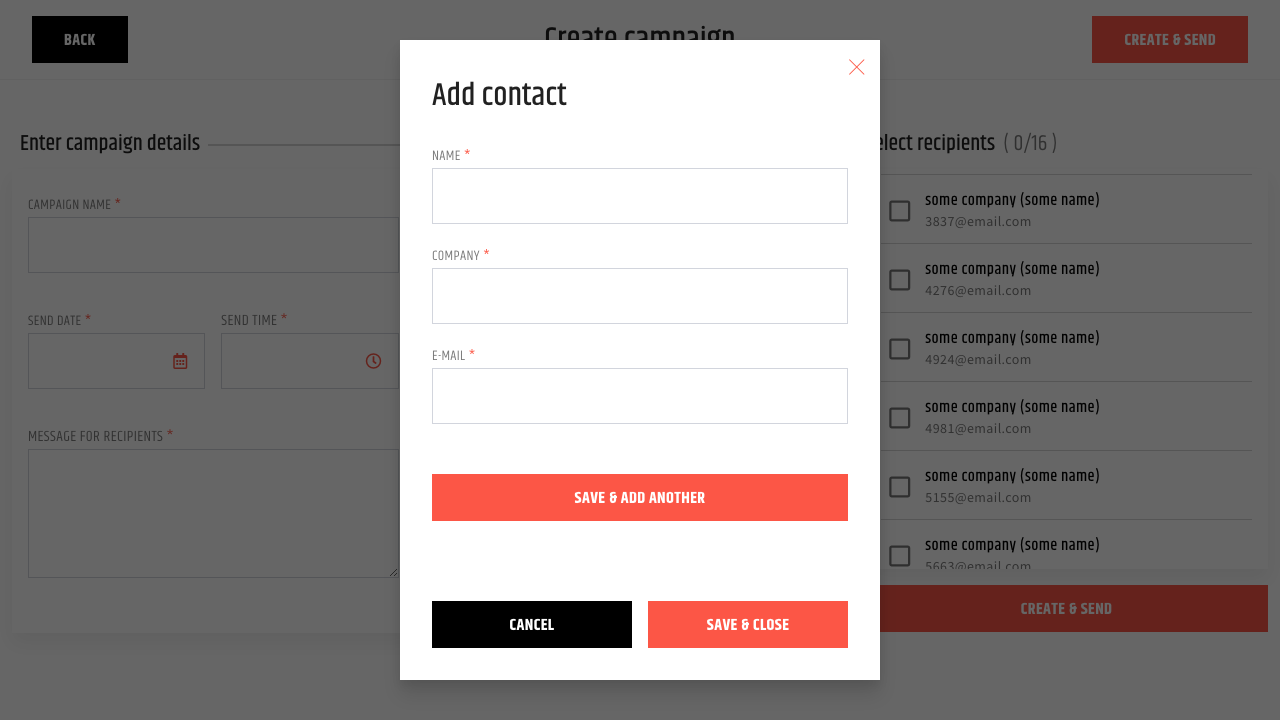 BACK
Create campaign
CREATE & SEND
Add contact
Enter campaign details
elect recipients ( 0/16 )
NAME *
CAMPAIGN NAME *
some company (some name)
3837@email.com
COMPANY *
some company (some name)
4276@email.com
SEND DATE *
SEND TIME *
some company (some name)
4924@email.com
E-MAIL *
some company (some name)
4981@email.com
MESSAGE FOR RECIPIENTS *
some company (some name)
5155@email.com
SAVE & ADD ANOTHER
some company (some name)
5663@email.com
CREATE & SEND
CANCEL
SAVE & CLOSE